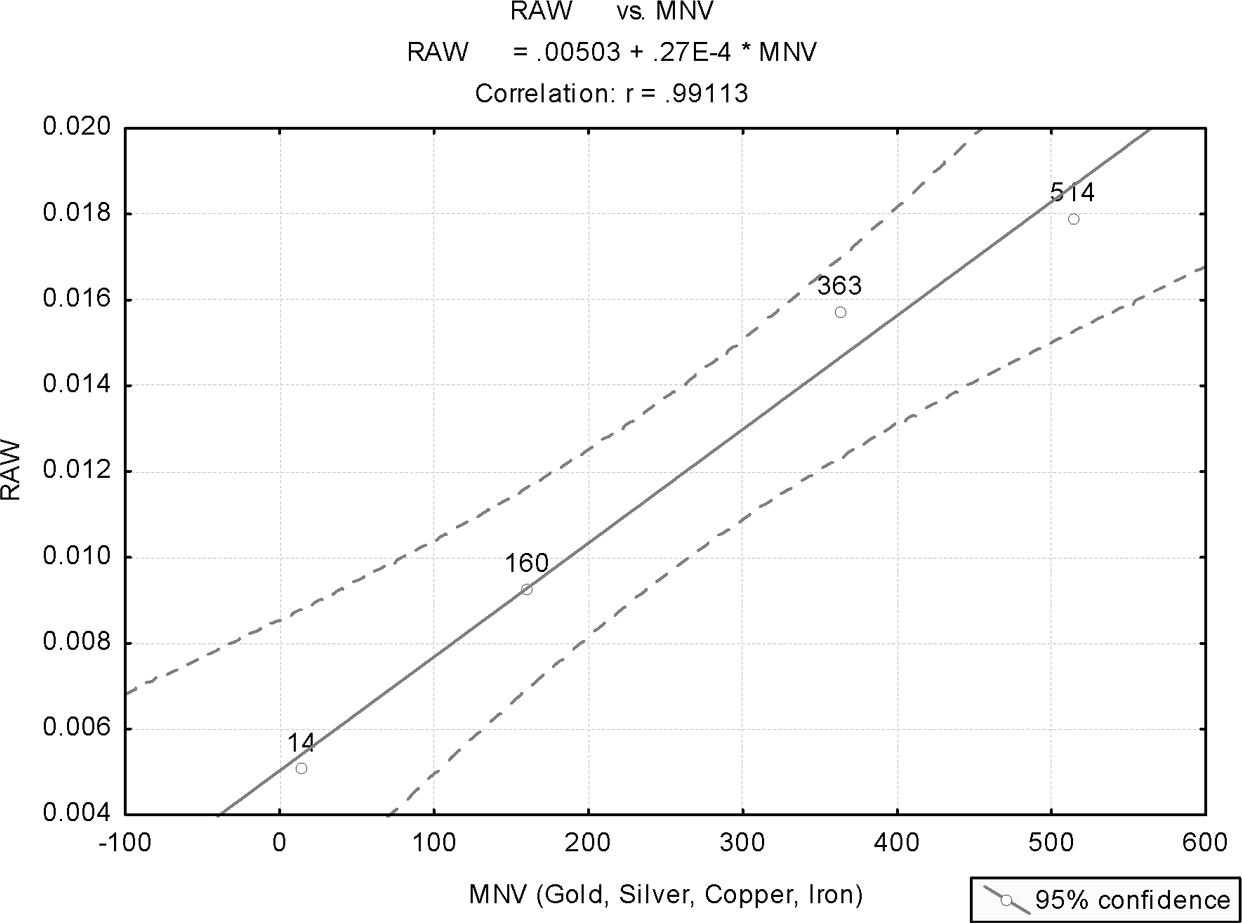 RAW vs. MNV
RAW = .00503 + .27E-4 * MNV
Correlation: r = .99113
0.020
0.018
0.016
0.014
0.012
0.010
0.008
0.006
0.004
RAW
514
363
160
14
-100 0 100 200 300 400 500 600
MNV (Gold, Silver, Copper, Iron)
95% confidence